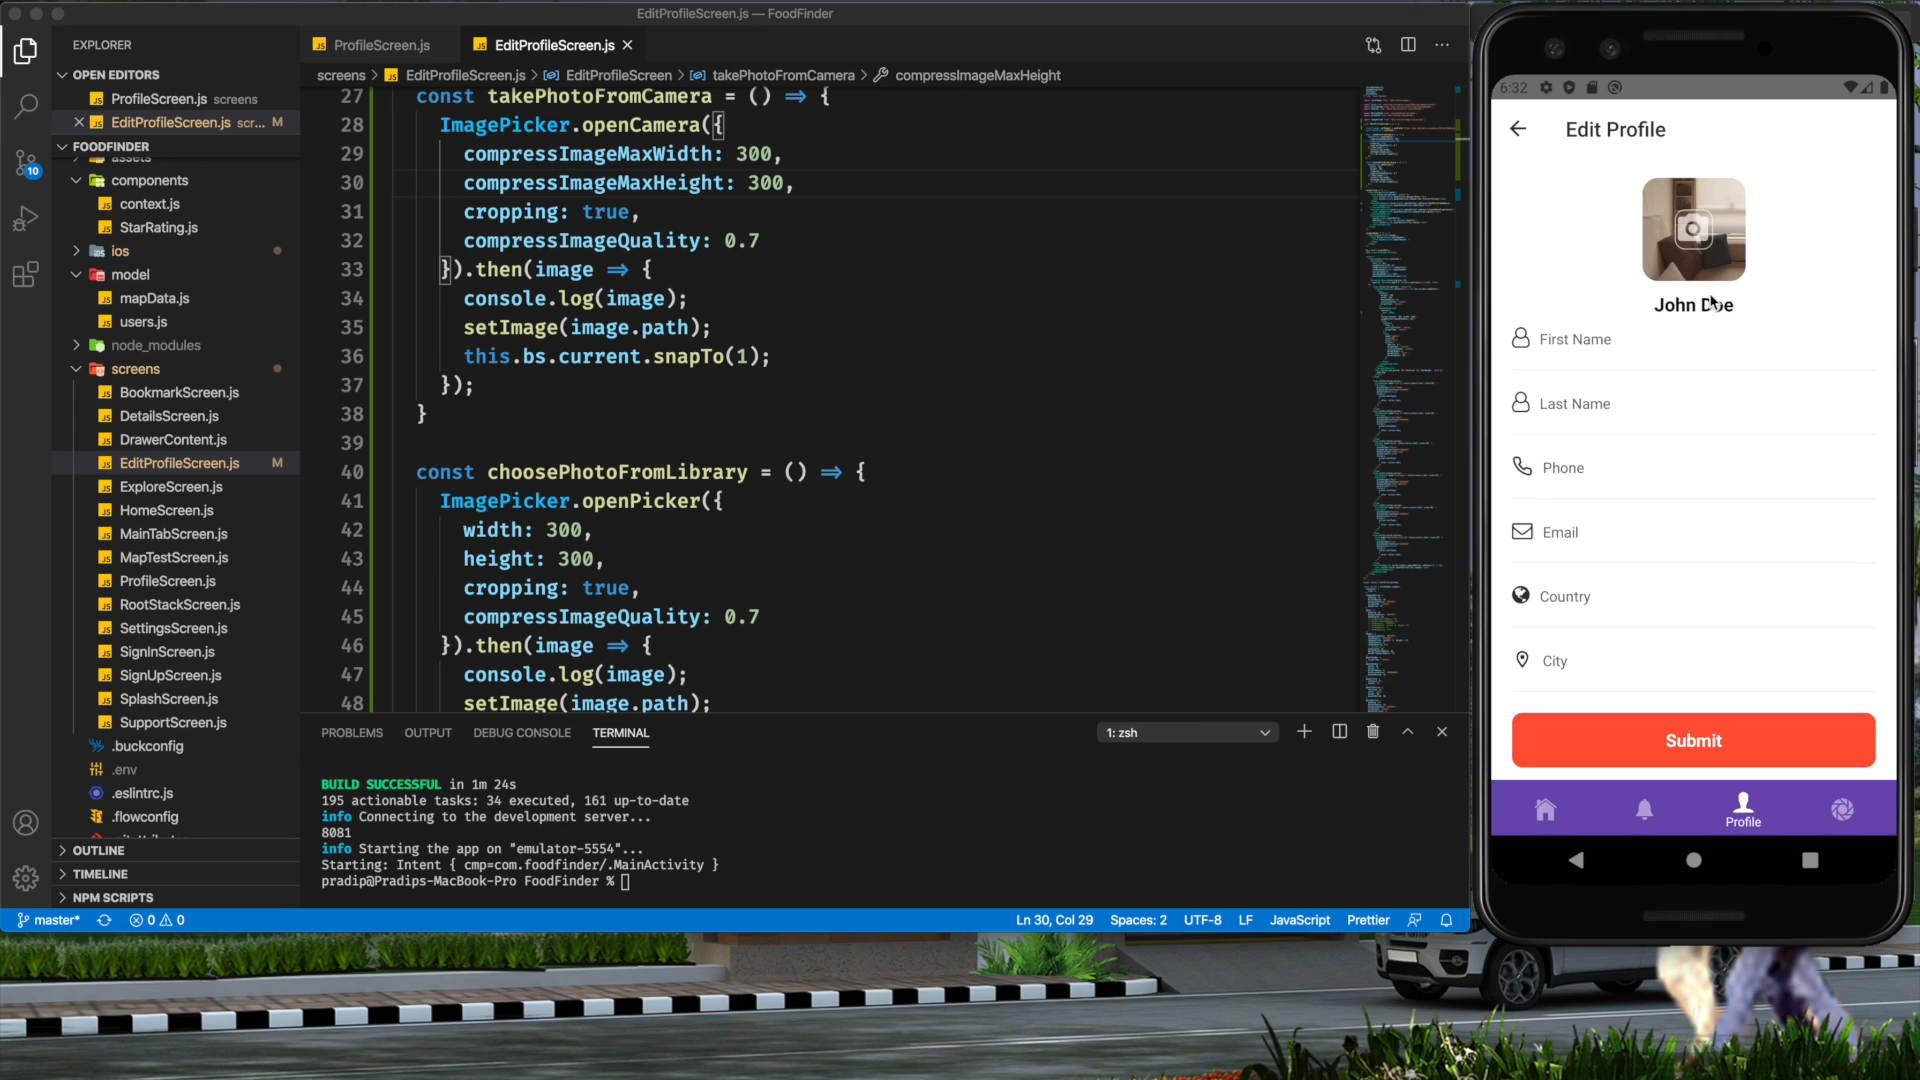 EditProfileScreen.js — FoodFinder
EXPLORER
OPEN EDITORS
ProfileScreen.js screens
EditProfileScreen.js scr... M
FOODFINDER
assets
components
context.js
StarRating.js
ios
model
mapData.js
users.js
node_modules
screens
BookmarkScreen.js
DetailsScreen.js
DrawerContent.js
EditProfileScreen.js M
ExploreScreen.js
HomeScreen.js
MainTabScreen.js
MapTestScreen.js
ProfileScreen.js
RootStackScreen.js
SettingsScreen.js
SignInScreen.js
SignUpScreen.js
SplashScreen.js
SupportScreen.js
.buckconfig
.env
.eslintrc.js
.flowconfig
OUTLINE
TIMELINE
NPM SCRIPTS
10
ProfileScreen.js EditProfileScreen.js
screens > EditProfileScreen.js > EditProfileScreen > takePhotoFromCamera > compressImageMaxHeight
27 const takePhotoFromCamera = () => {
28 ImagePicker.openCamera({
29 compressImageMaxWidth: 300,
30 compressImageMaxHeight: 300,
31 cropping: true,
32 compressImageQuality: 0.7
33 }).then(image => {
34 console.log(image);
35 setImage(image.path);
36 this.bs.current.snapTo(1);
37 });
38 }
39
40 const choosePhotoFromLibrary = () => {
41 ImagePicker.openPicker({
42 width: 300,
43 height: 300,
44 cropping: true,
45 compressImageQuality: 0.7
46 }).then(image => {
47 console.log(image);
48 setImage(image.path);
PROBLEMS OUTPUT DEBUG CONSOLE TERMINAL 1: zsh
BUILD SUCCESSFUL in 1m 24s
195 actionable tasks: 34 executed, 161 up-to-date
info Connecting to the development server...
8081
info Starting the app on "emulator-5554"...
Starting: Intent { cmp=com.foodfinder/.MainActivity }
pradip@Pradips-MacBook-Pro FoodFinder %
master* 0 0 Ln 30, Col 29 Spaces: 2 UTF-8 LF JavaScript Prettier
6:32
Edit Profile
John Doe
First Name
Last Name
Phone
Email
Country
City
Submit
Profile